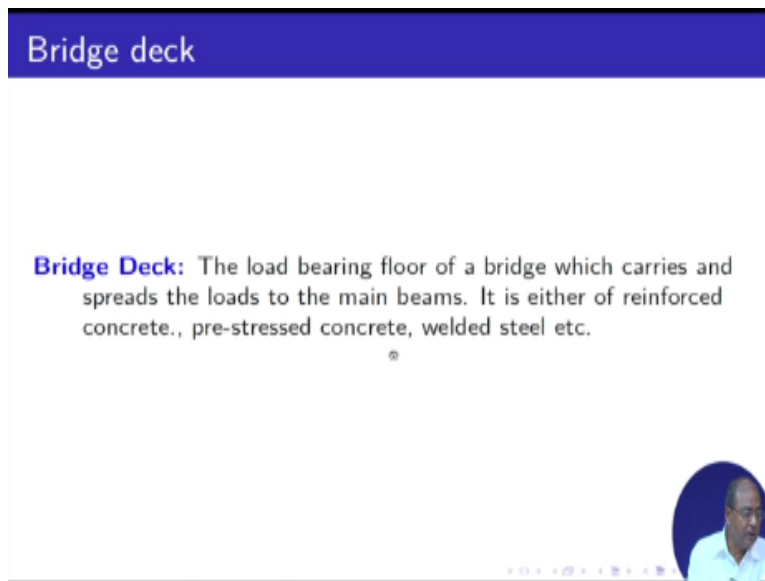 Bridge deck
Bridge Deck: The load bearing floor of a bridge which carries and
spreads the loads to the main beams. It is either of reinforced
concrete., pre-stressed concrete, welded steel etc.